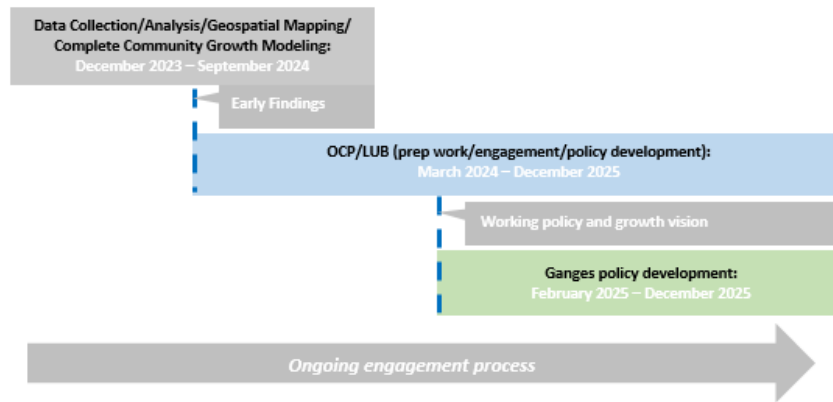 Data Collection/Analysis/Geospatial Mapping/
Complete Community Growth Modeling:
December 2023 – September 2024
Early Findings
OCP/LUB (prep work/engagement/policy development):
March 2024 – December 2025
Working policy and growth vision
Ganges policy development:
February 2025 – December 2025
Ongoing engagement process